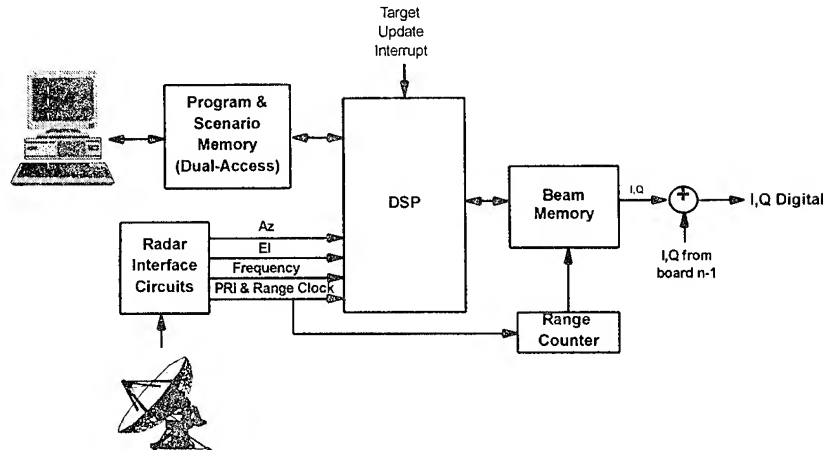 Target
Update
Interrupt
Program &
Scenario
Memory
(Dual-Access)
DSP
Beam
Memory
I,Q
+
I,Q Digital
I,Q from
board n-1
Radar
Interface
Circuits
Az
El
Frequency
PRI & Range Clock
Range
Counter